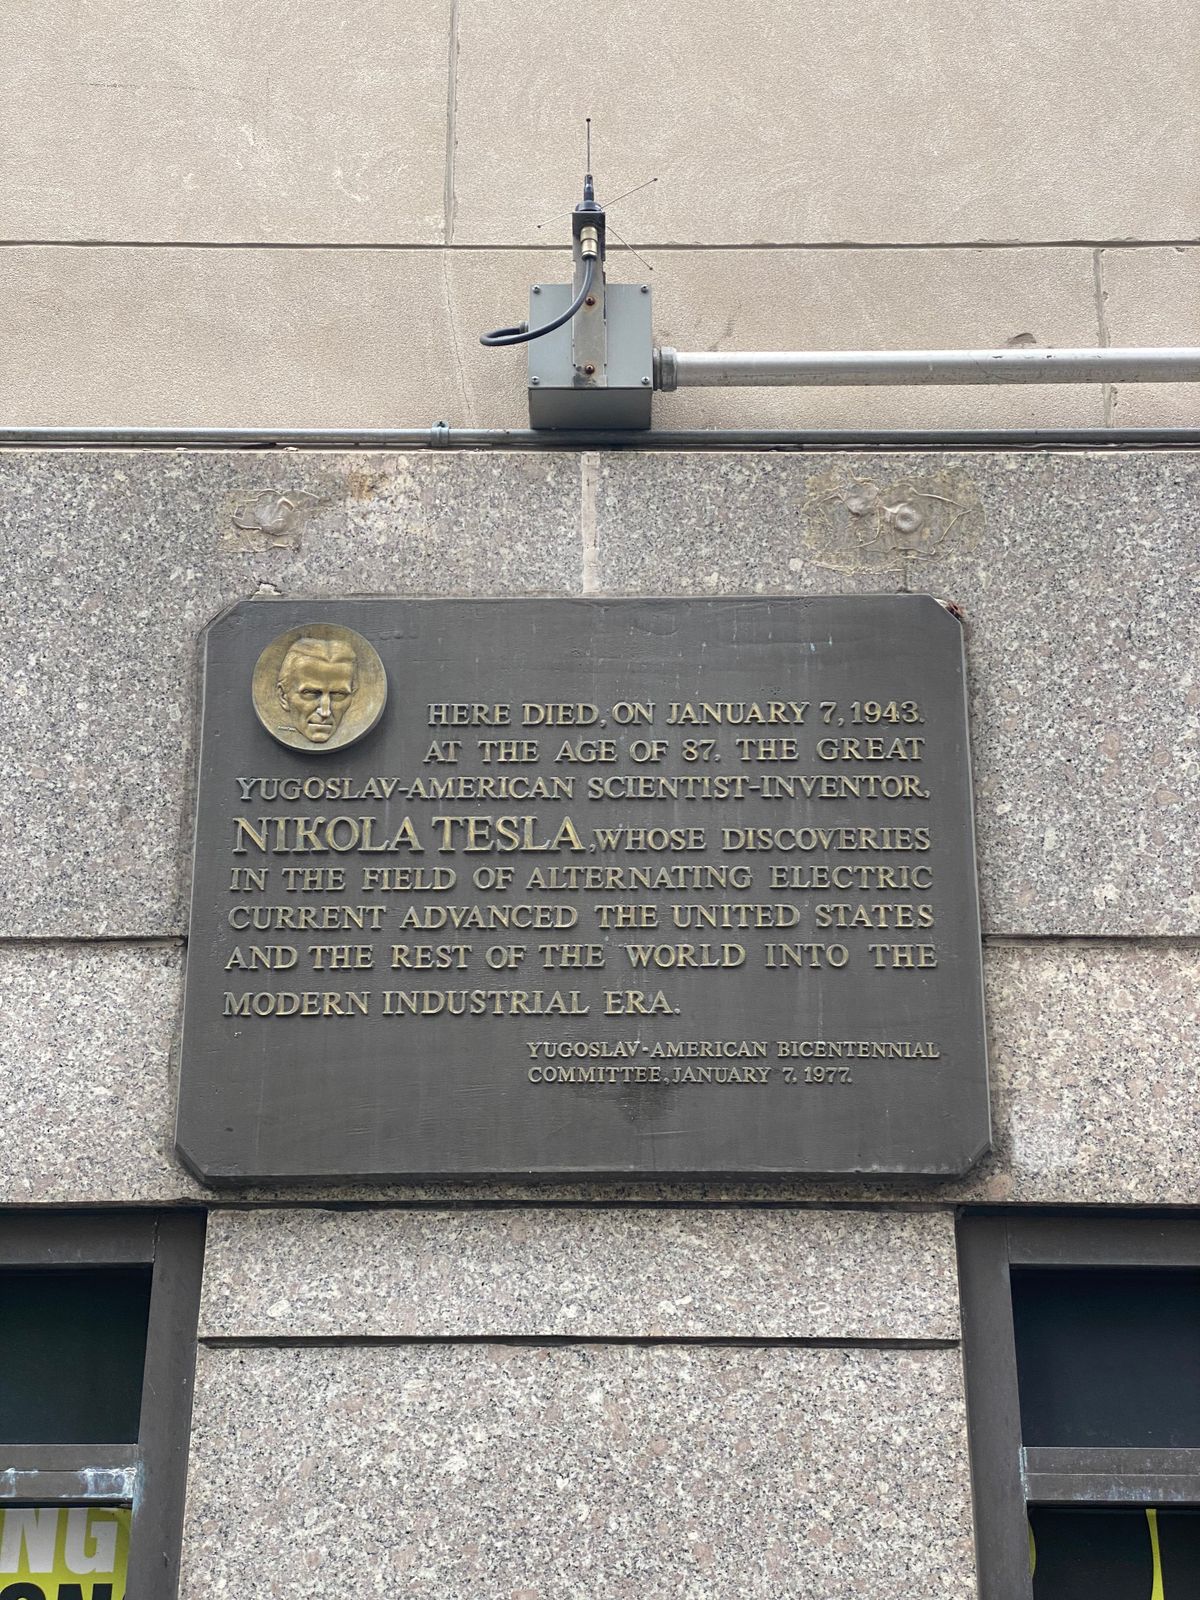 HERE DIED, ON JANUARY 7, 1943.
AT THE AGE OF 87, THE GREAT
YUGOSLAV-AMERICAN SCIENTIST-INVENTOR,
NIKOLA TESLA, WHOSE DISCOVERIES
IN THE FIELD OF ALTERNATING ELECTRIC
CURRENT ADVANCED THE UNITED STATES
AND THE REST OF THE WORLD INTO THE
MODERN INDUSTRIAL ERA.
YUGOSLAV-AMERICAN BICENTENNIAL
COMMITTEE, JANUARY 7, 1977.
NG